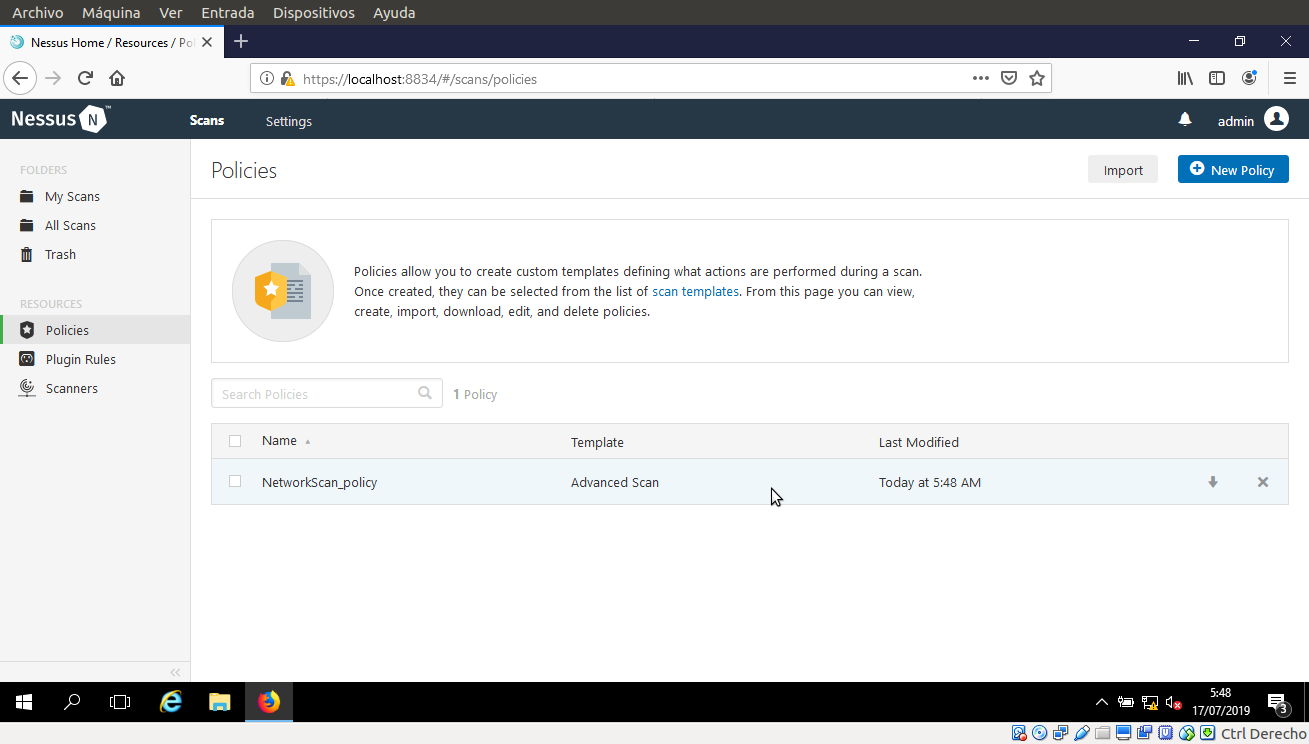 Archivo Máquina Ver Entrada Dispositivos Ayuda
Nessus Home / Resources / Pol
https://localhost:8834/#/scans/policies
Nessus N ™ Scans Settings admin
FOLDERS
My Scans
All Scans
Trash
RESOURCES
Policies
Plugin Rules
Scanners
Policies
Import New Policy
Policies allow you to create custom templates defining what actions are performed during a scan.
Once created, they can be selected from the list of scan templates. From this page you can view,
create, import, download, edit, and delete policies.
Search Policies 1 Policy
Name Template Last Modified
NetworkScan_policy Advanced Scan Today at 5:48 AM
5:48
17/07/2019
3
Ctrl Derecho